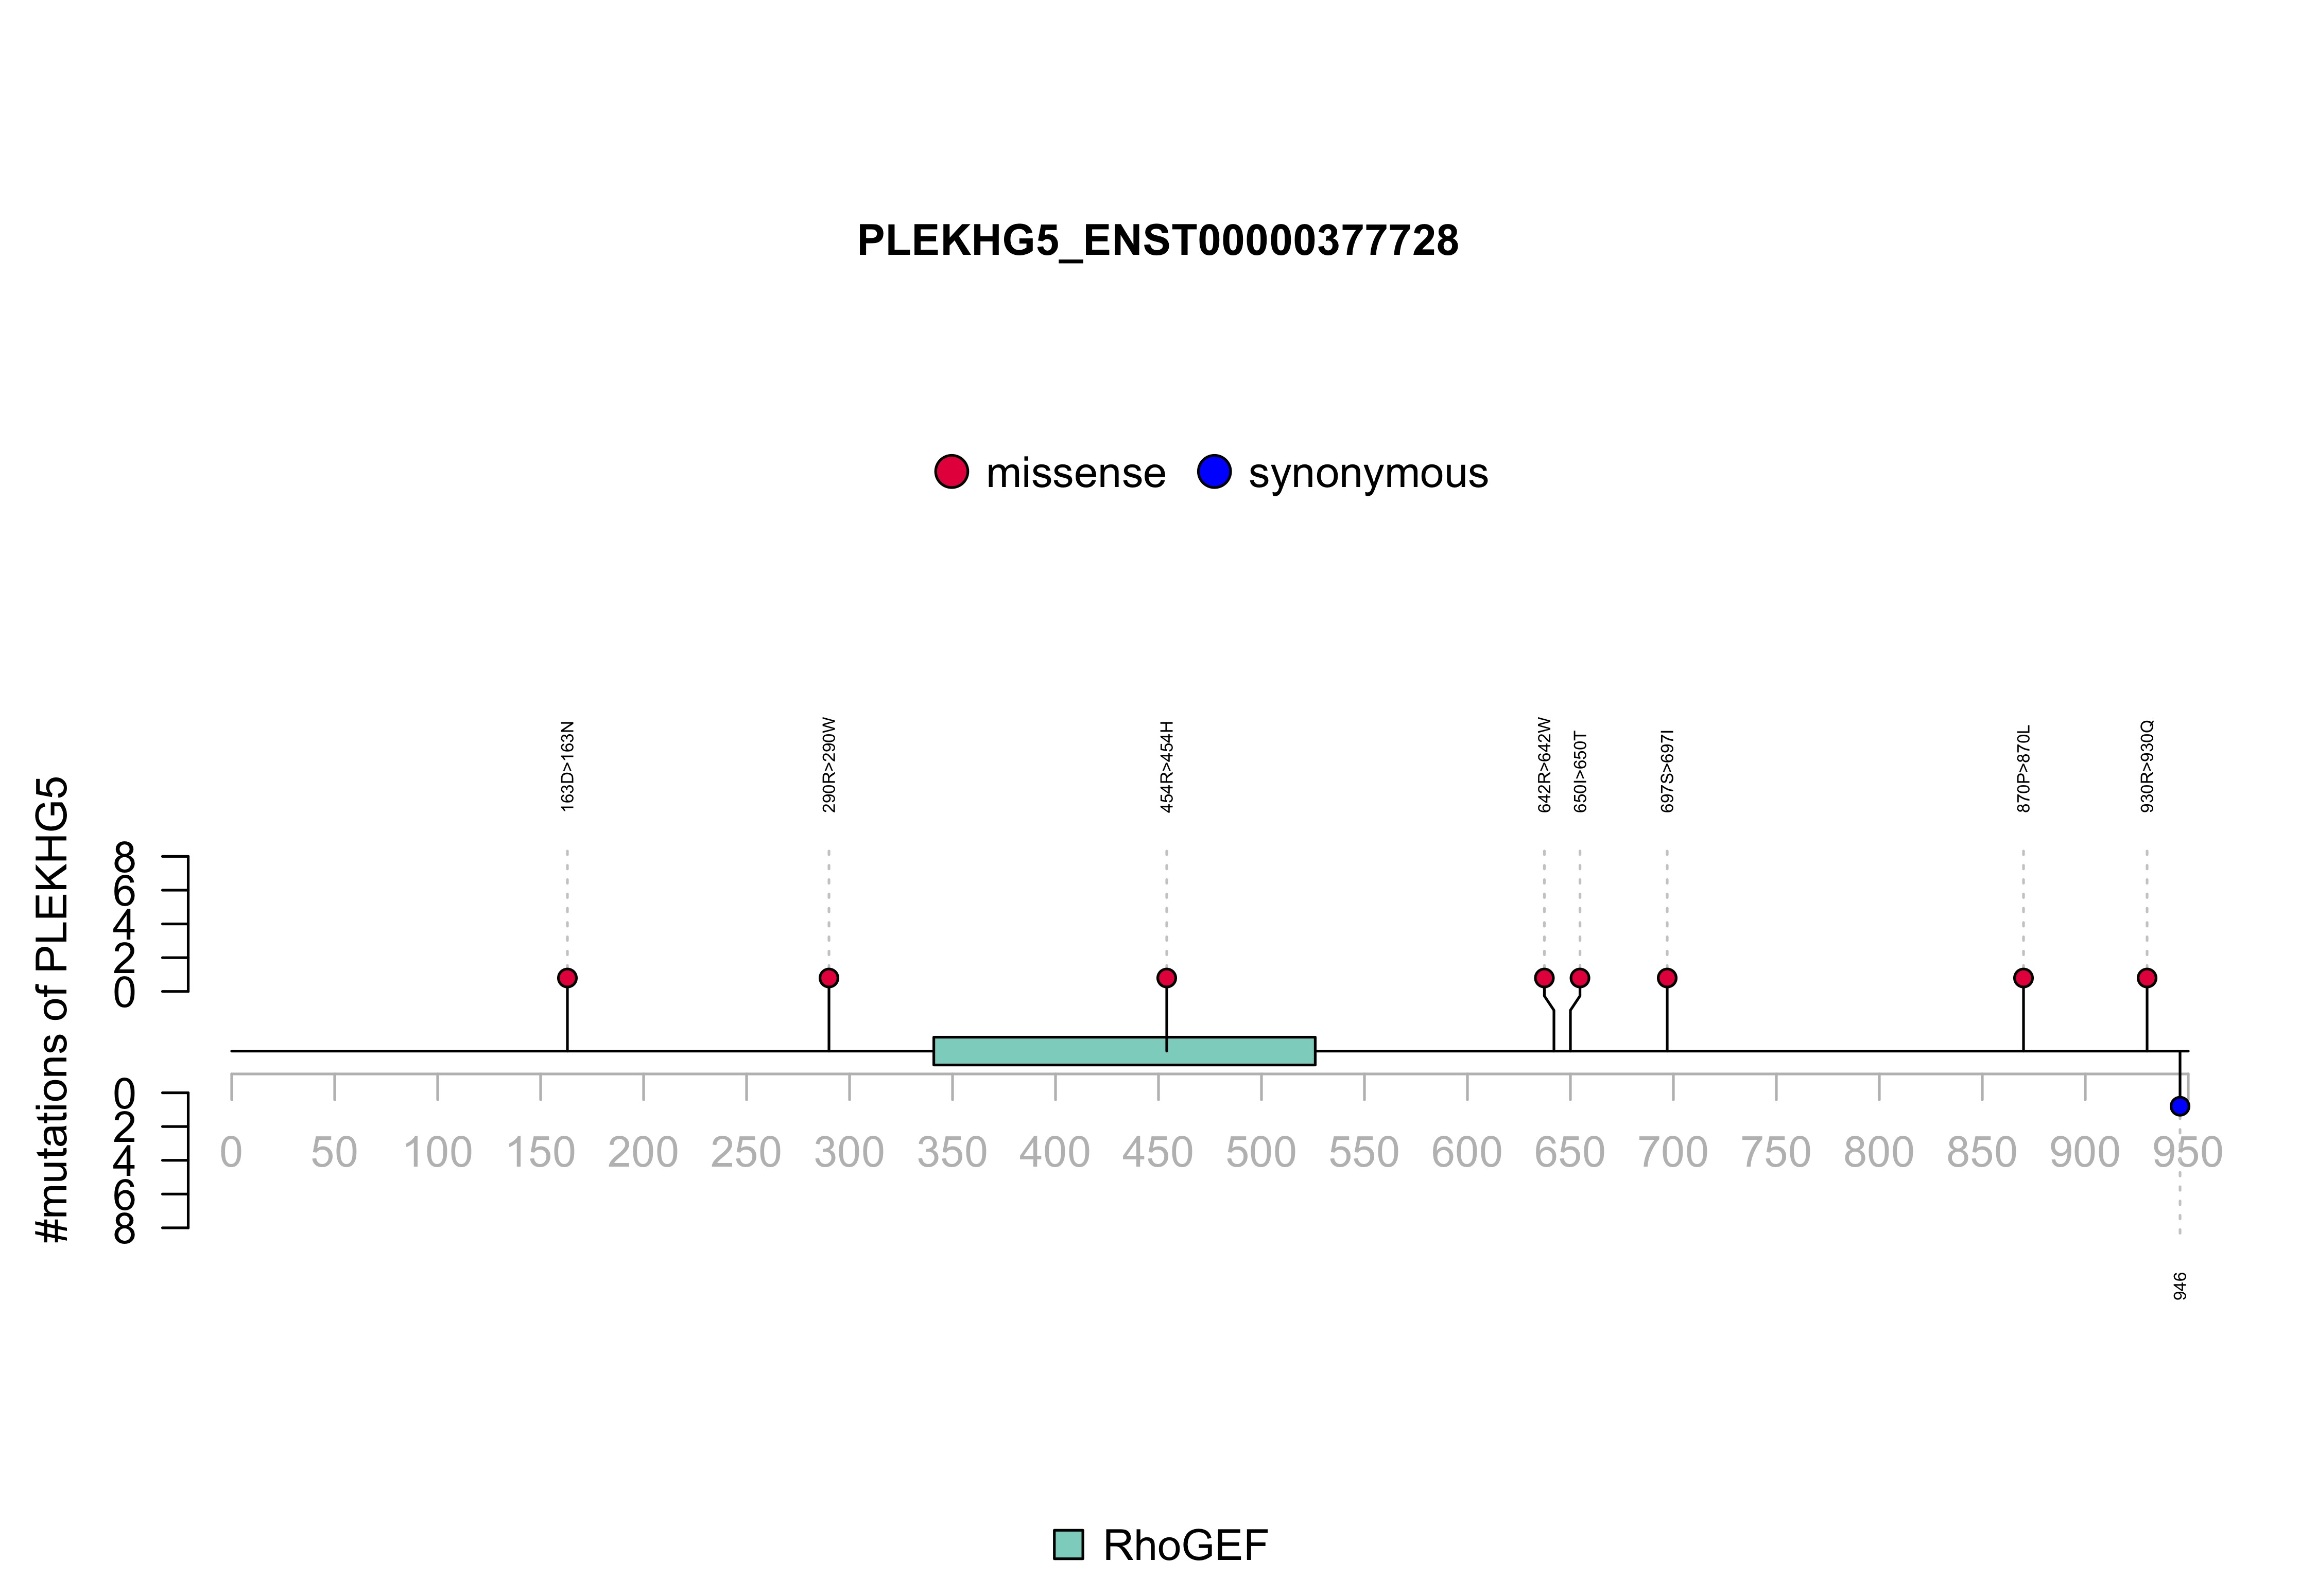 PLEKHG5_ENST00000377728
missense synonymous
163D>163N
290R>290W
454R>454H
642R>642W
650I>650T
697S>697I
870P>870L
930R>930Q
#mutations of PLEKHG5
8
6
4
2
0
0
2
4
6
8
0 50 100 150 200 250 300 350 400 450 500 550 600 650 700 750 800 850 900 950
946
RhoGEF